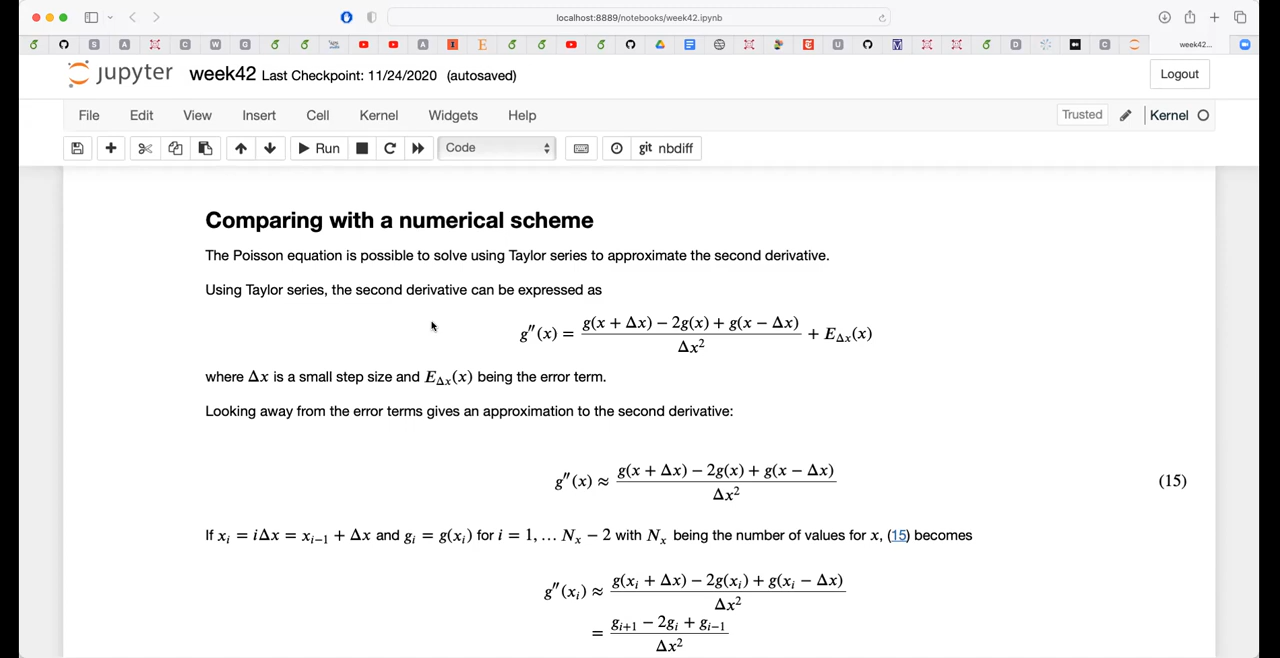 localhost:8889/notebooks/week42.ipynb
week42...
jupyter week42 Last Checkpoint: 11/24/2020 (autosaved)
Logout
File Edit View Insert Cell Kernel Widgets Help Trusted Kernel
Run Code git nbdiff
Comparing with a numerical scheme
The Poisson equation is possible to solve using Taylor series to approximate the second derivative.
Using Taylor series, the second derivative can be expressed as
g″(x) = (g(x + Δx) − 2g(x) + g(x − Δx)) / Δx² + E_Δx(x)
where Δx is a small step size and E_Δx(x) being the error term.
Looking away from the error terms gives an approximation to the second derivative:
g″(x) ≈ (g(x + Δx) − 2g(x) + g(x − Δx)) / Δx² (15)
If x_i = iΔx = x_{i−1} + Δx and g_i = g(x_i) for i = 1, … N_x − 2 with N_x being the number of values for x, (15) becomes
g″(x_i) ≈ (g(x_i + Δx) − 2g(x_i) + g(x_i − Δx)) / Δx²
= (g_{i+1} − 2g_i + g_{i−1}) / Δx²